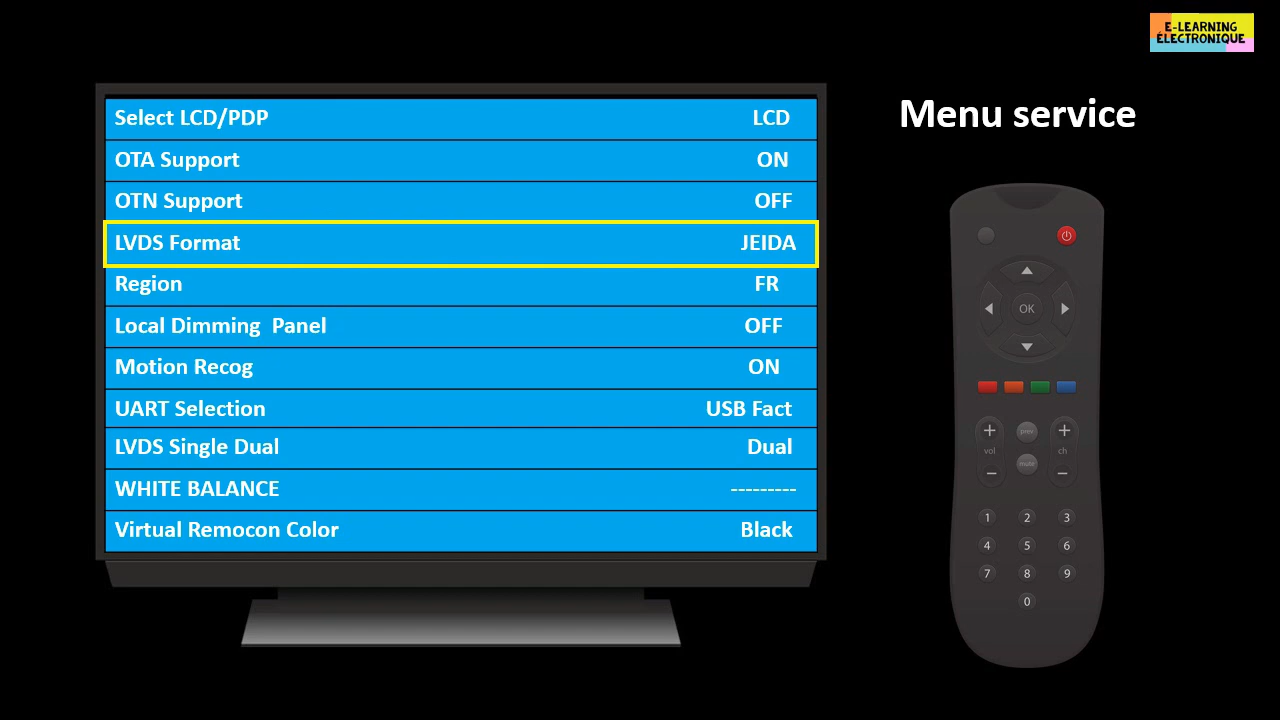 E-LEARNING
ÉLECTRONIQUE
Menu service
Select LCD/PDP LCD
OTA Support ON
OTN Support OFF
LVDS Format JEIDA
Region FR
Local Dimming  Panel OFF
Motion Recog ON
UART Selection USB Fact
LVDS Single Dual Dual
WHITE BALANCE ---------
Virtual Remocon Color Black
OK
+ prev +
vol ch
mute
− −
1 2 3
4 5 6
7 8 9
0